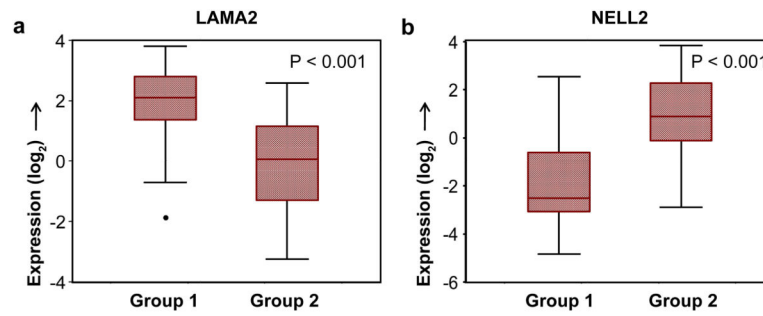 a
LAMA2
P < 0.001
Expression (log₂) →
4
2
0
-2
-4
Group 1
Group 2
b
NELL2
P < 0.001
Expression (log₂) →
4
2
0
-2
-4
-6
Group 1
Group 2